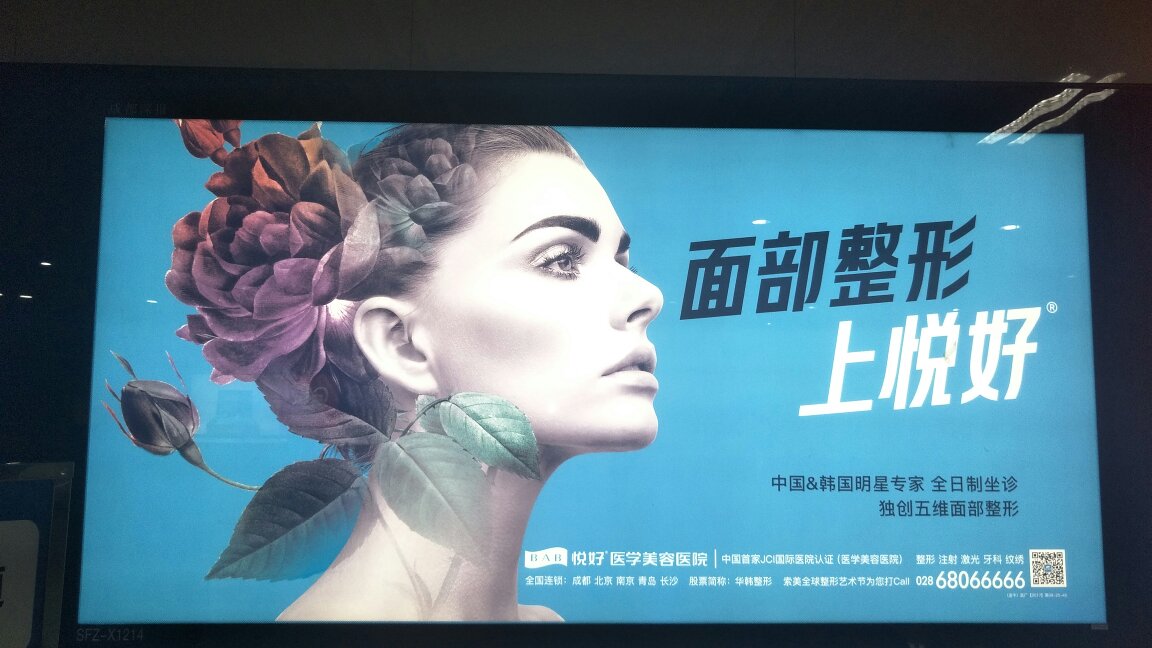 面部整形
上悦好®
中国&韩国明星专家 全日制坐诊
独创五维面部整形
BAB 悦好®医学美容医院 中国首家JCI国际医院认证（医学美容医院） 整形 注射 激光 牙科 纹绣
全国连锁：成都 北京 南京 青岛 长沙 股票简称：华韩整形 索美全球整形艺术节为您打Call 028 68066666
SFZ-X1214